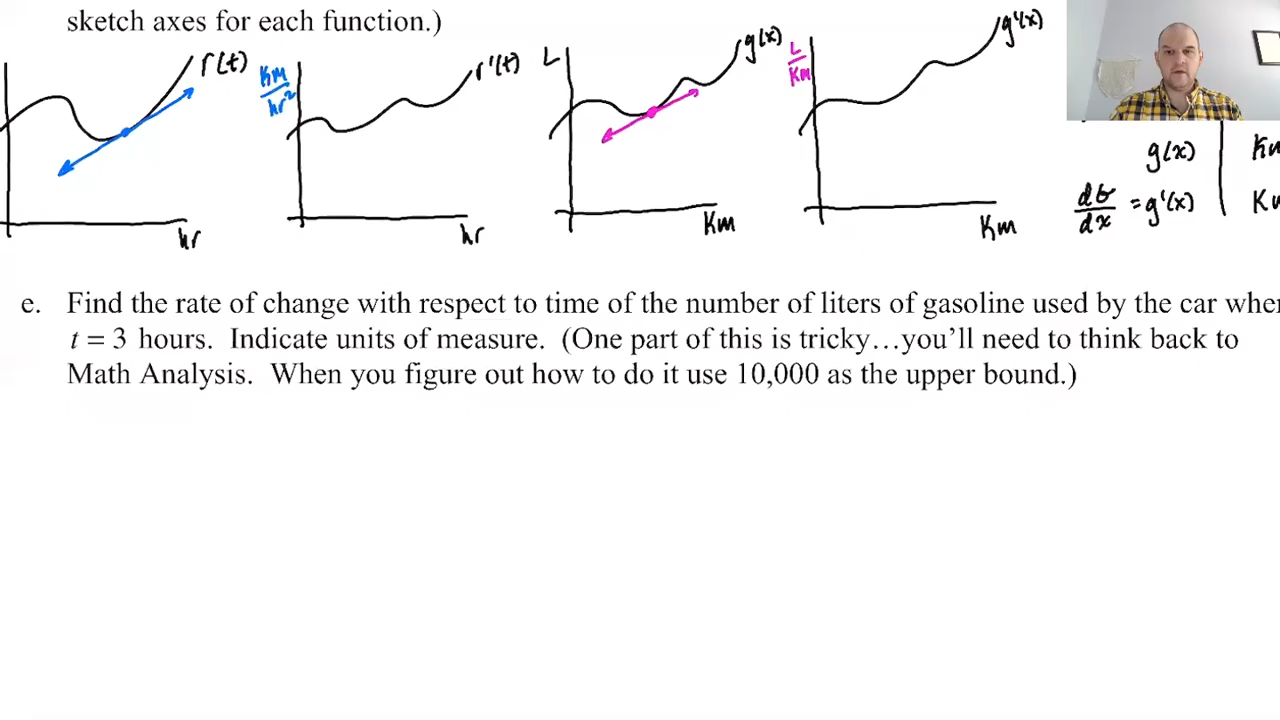 sketch axes for each function.)
r(t)
Km
hr²
r'(t)
L
g(x)
L
Km
g'(x)
hr
hr
Km
Km
g(x)
dG
dx
= g'(x)
e. Find the rate of change with respect to time of the number of liters of gasoline used by the car
t = 3 hours. Indicate units of measure. (One part of this is tricky…you'll need to think back to
Math Analysis. When you figure out how to do it use 10,000 as the upper bound.)